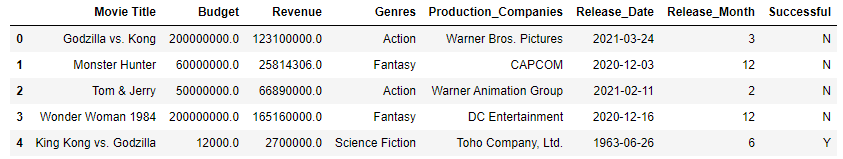 Movie Title Budget Revenue Genres Production_Companies Release_Date Release_Month Successful
0 Godzilla vs. Kong 200000000.0 123100000.0 Action Warner Bros. Pictures 2021-03-24 3 N
1 Monster Hunter 60000000.0 25814306.0 Fantasy CAPCOM 2020-12-03 12 N
2 Tom & Jerry 50000000.0 66890000.0 Action Warner Animation Group 2021-02-11 2 N
3 Wonder Woman 1984 200000000.0 165160000.0 Fantasy DC Entertainment 2020-12-16 12 N
4 King Kong vs. Godzilla 12000.0 2700000.0 Science Fiction Toho Company, Ltd. 1963-06-26 6 Y